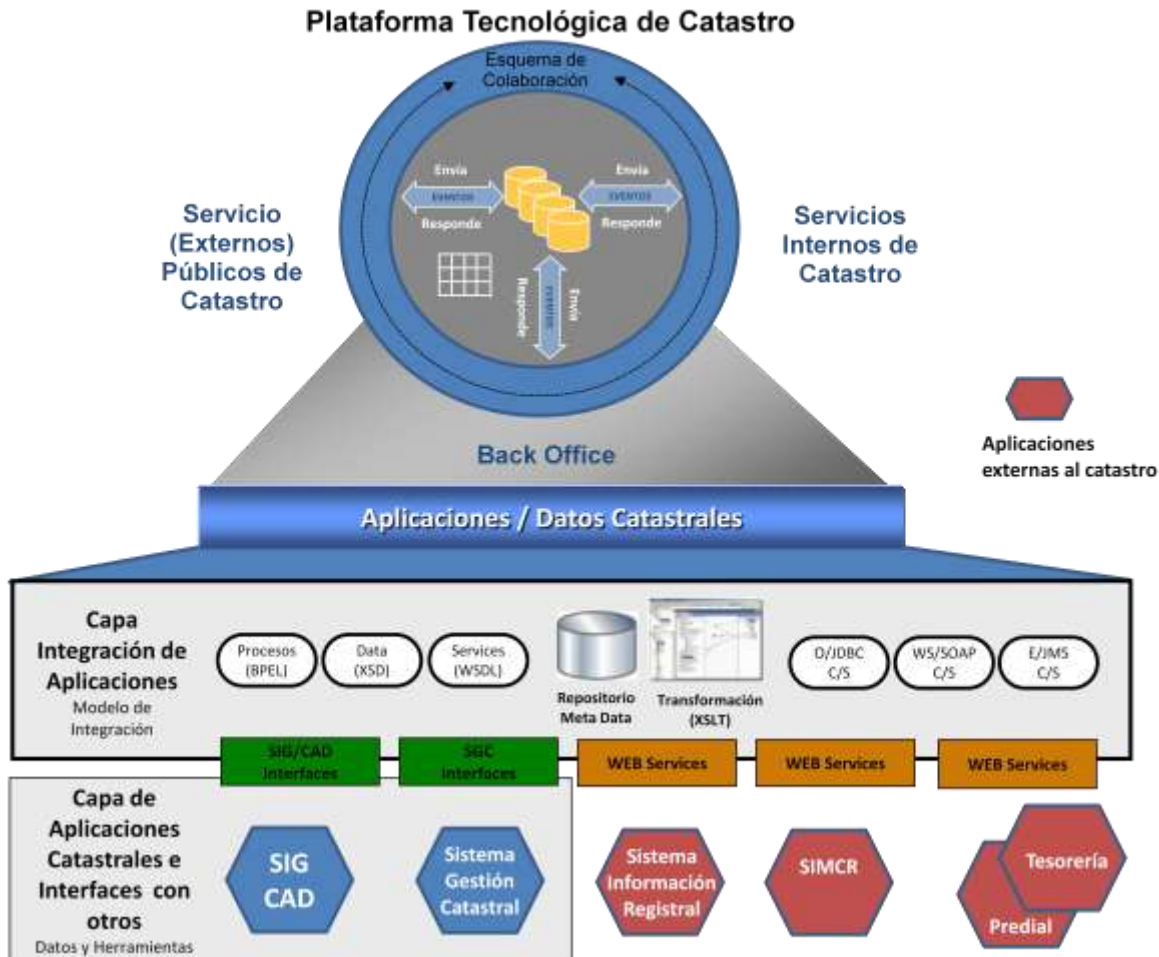 Plataforma Tecnológica de Catastro
Esquema de
Colaboración
Envía
EVENTOS
Responde
Envía
EVENTOS
Responde
Responde
EVENTOS
Envía
Servicio
(Externos)
Públicos de
Catastro
Servicios
Internos de
Catastro
Back Office
Aplicaciones
externas al catastro
Aplicaciones / Datos Catastrales
Capa
Integración de
Aplicaciones
Modelo de
Integración
Procesos
(BPEL)
Data
(XSD)
Services
(WSDL)
Repositorio
Meta Data
Transformación
(XSLT)
O/JDBC
C/S
WS/SOAP
C/S
E/JMS
C/S
SIG/CAD
Interfaces
SGC
Interfaces
WEB Services
WEB Services
WEB Services
Capa de
Aplicaciones
Catastrales e
Interfaces con
otros
Datos y Herramientas
SIG
CAD
Sistema
Gestión
Catastral
Sistema
Información
Registral
SIMCR
Tesorería
Predial